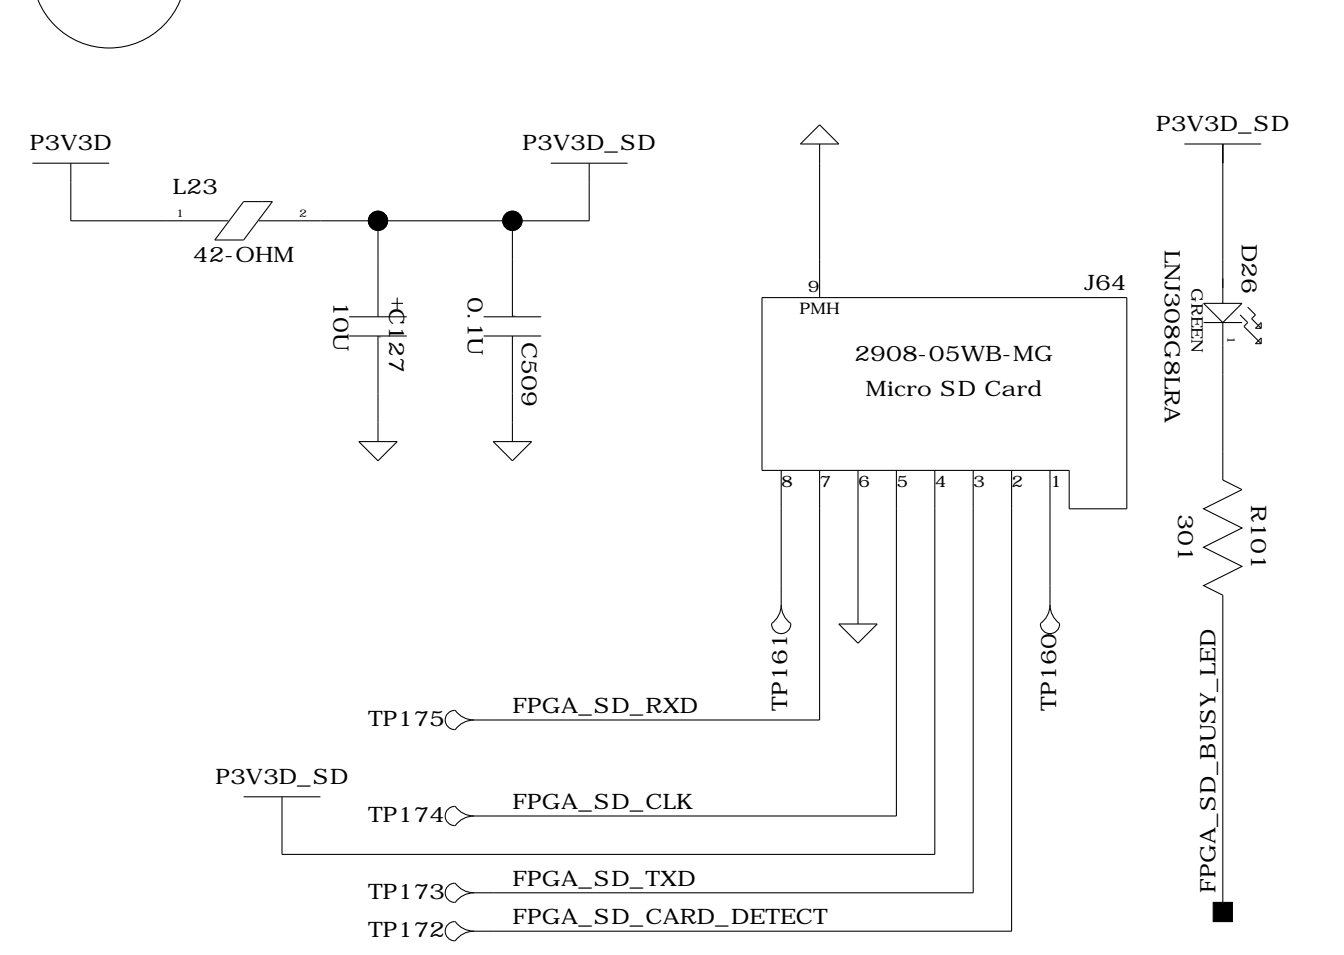 P3V3D
P3V3D_SD
L23
1
2
42-OHM
+
C127
10U
0.1U
C509
9
PMH
J64
2908-05WB-MG
Micro SD Card
8
7
6
5
4
3
2
1
TP161
TP160
TP175
FPGA_SD_RXD
P3V3D_SD
TP174
FPGA_SD_CLK
TP173
FPGA_SD_TXD
TP172
FPGA_SD_CARD_DETECT
P3V3D_SD
D26
GREEN
LNJ308G8LRA
1
R101
301
FPGA_SD_BUSY_LED